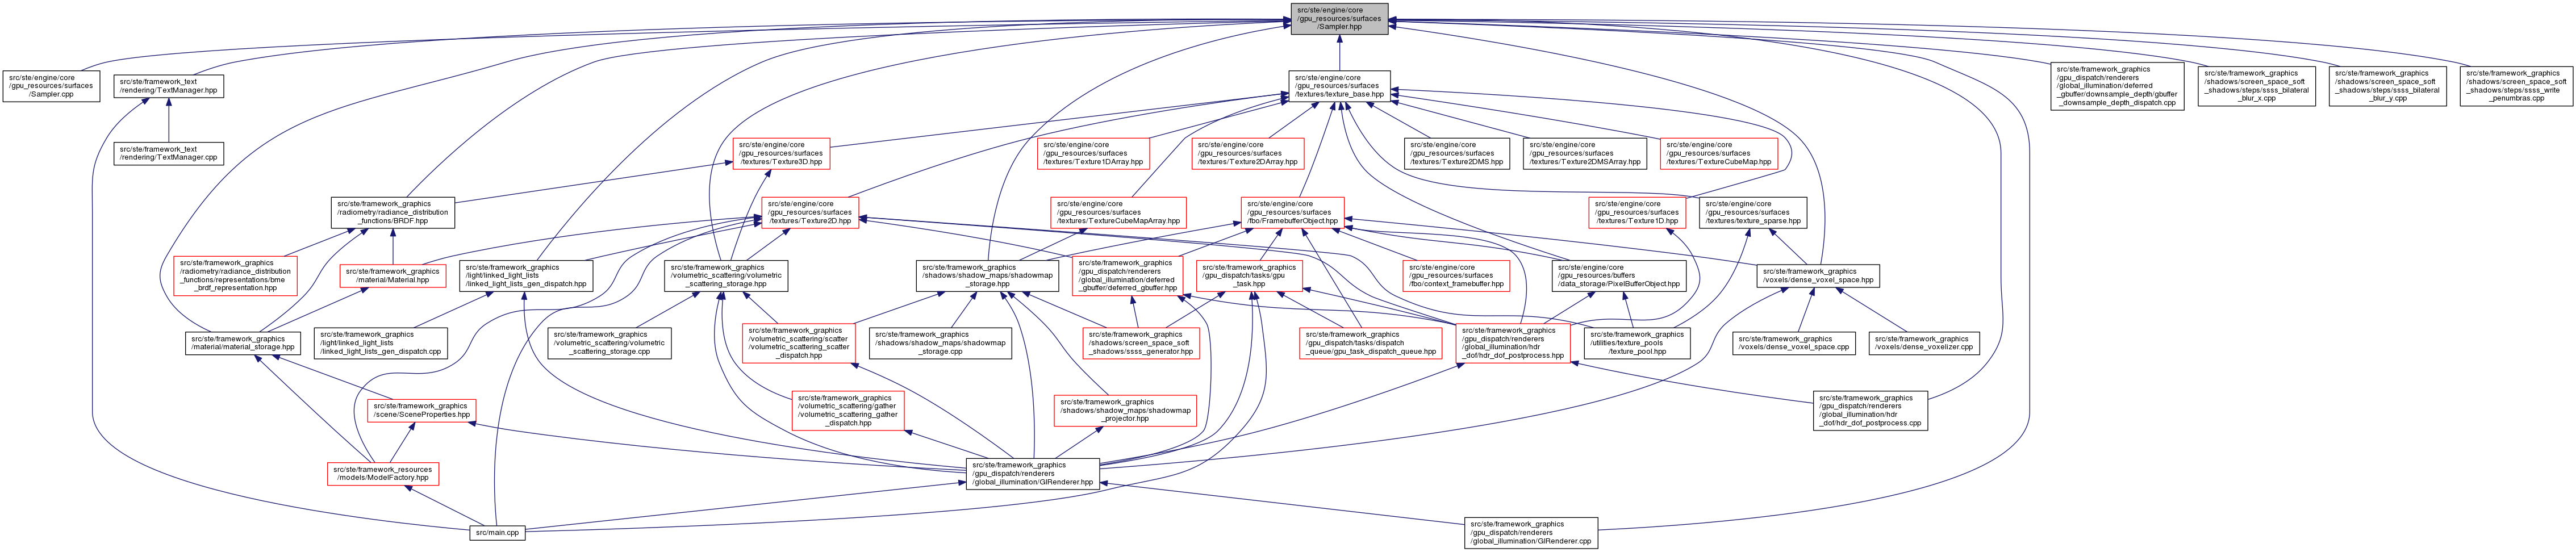 src/ste/engine/core
/gpu_resources/surfaces
/Sampler.hpp
src/ste/engine/core
/gpu_resources/surfaces
/Sampler.cpp
src/ste/framework_text
/rendering/TextManager.hpp
src/ste/engine/core
/gpu_resources/surfaces
/textures/texture_base.hpp
src/ste/framework_graphics
/gpu_dispatch/renderers
/global_illumination/deferred
_gbuffer/downsample_depth/gbuffer
_downsample_depth_dispatch.cpp
src/ste/framework_graphics
/shadows/screen_space_soft
_shadows/steps/ssss_bilateral
_blur_x.cpp
src/ste/framework_graphics
/shadows/screen_space_soft
_shadows/steps/ssss_bilateral
_blur_y.cpp
src/ste/framework_graphics
/shadows/screen_space_soft
_shadows/steps/ssss_write
_penumbras.cpp
src/ste/framework_text
/rendering/TextManager.cpp
src/ste/engine/core
/gpu_resources/surfaces
/textures/Texture3D.hpp
src/ste/engine/core
/gpu_resources/surfaces
/textures/Texture1DArray.hpp
src/ste/engine/core
/gpu_resources/surfaces
/textures/Texture2DArray.hpp
src/ste/engine/core
/gpu_resources/surfaces
/textures/Texture2DMS.hpp
src/ste/engine/core
/gpu_resources/surfaces
/textures/Texture2DMSArray.hpp
src/ste/engine/core
/gpu_resources/surfaces
/textures/TextureCubeMap.hpp
src/ste/framework_graphics
/radiometry/radiance_distribution
_functions/BRDF.hpp
src/ste/engine/core
/gpu_resources/surfaces
/textures/Texture2D.hpp
src/ste/engine/core
/gpu_resources/surfaces
/textures/TextureCubeMapArray.hpp
src/ste/engine/core
/gpu_resources/surfaces
/fbo/FramebufferObject.hpp
src/ste/engine/core
/gpu_resources/surfaces
/textures/Texture1D.hpp
src/ste/engine/core
/gpu_resources/surfaces
/textures/texture_sparse.hpp
src/ste/framework_graphics
/radiometry/radiance_distribution
_functions/representations/bme
_brdf_representation.hpp
src/ste/framework_graphics
/material/Material.hpp
src/ste/framework_graphics
/light/linked_light_lists
/linked_light_lists_gen_dispatch.hpp
src/ste/framework_graphics
/volumetric_scattering/volumetric
_scattering_storage.hpp
src/ste/framework_graphics
/shadows/shadow_maps/shadowmap
_storage.hpp
src/ste/framework_graphics
/gpu_dispatch/renderers
/global_illumination/deferred
_gbuffer/deferred_gbuffer.hpp
src/ste/framework_graphics
/gpu_dispatch/tasks/gpu
_task.hpp
src/ste/engine/core
/gpu_resources/surfaces
/fbo/context_framebuffer.hpp
src/ste/engine/core
/gpu_resources/buffers
/data_storage/PixelBufferObject.hpp
src/ste/framework_graphics
/voxels/dense_voxel_space.hpp
src/ste/framework_graphics
/material/material_storage.hpp
src/ste/framework_graphics
/light/linked_light_lists
/linked_light_lists_gen_dispatch.cpp
src/ste/framework_graphics
/volumetric_scattering/volumetric
_scattering_storage.cpp
src/ste/framework_graphics
/volumetric_scattering/scatter
/volumetric_scattering_scatter
_dispatch.hpp
src/ste/framework_graphics
/shadows/shadow_maps/shadowmap
_storage.cpp
src/ste/framework_graphics
/shadows/screen_space_soft
_shadows/ssss_generator.hpp
src/ste/framework_graphics
/gpu_dispatch/tasks/dispatch
_queue/gpu_task_dispatch_queue.hpp
src/ste/framework_graphics
/gpu_dispatch/renderers
/global_illumination/hdr
_dof/hdr_dof_postprocess.hpp
src/ste/framework_graphics
/utilities/texture_pools
/texture_pool.hpp
src/ste/framework_graphics
/voxels/dense_voxel_space.cpp
src/ste/framework_graphics
/voxels/dense_voxelizer.cpp
src/ste/framework_graphics
/scene/SceneProperties.hpp
src/ste/framework_graphics
/volumetric_scattering/gather
/volumetric_scattering_gather
_dispatch.hpp
src/ste/framework_graphics
/shadows/shadow_maps/shadowmap
_projector.hpp
src/ste/framework_graphics
/gpu_dispatch/renderers
/global_illumination/hdr
_dof/hdr_dof_postprocess.cpp
src/ste/framework_resources
/models/ModelFactory.hpp
src/ste/framework_graphics
/gpu_dispatch/renderers
/global_illumination/GIRenderer.hpp
src/main.cpp
src/ste/framework_graphics
/gpu_dispatch/renderers
/global_illumination/GIRenderer.cpp